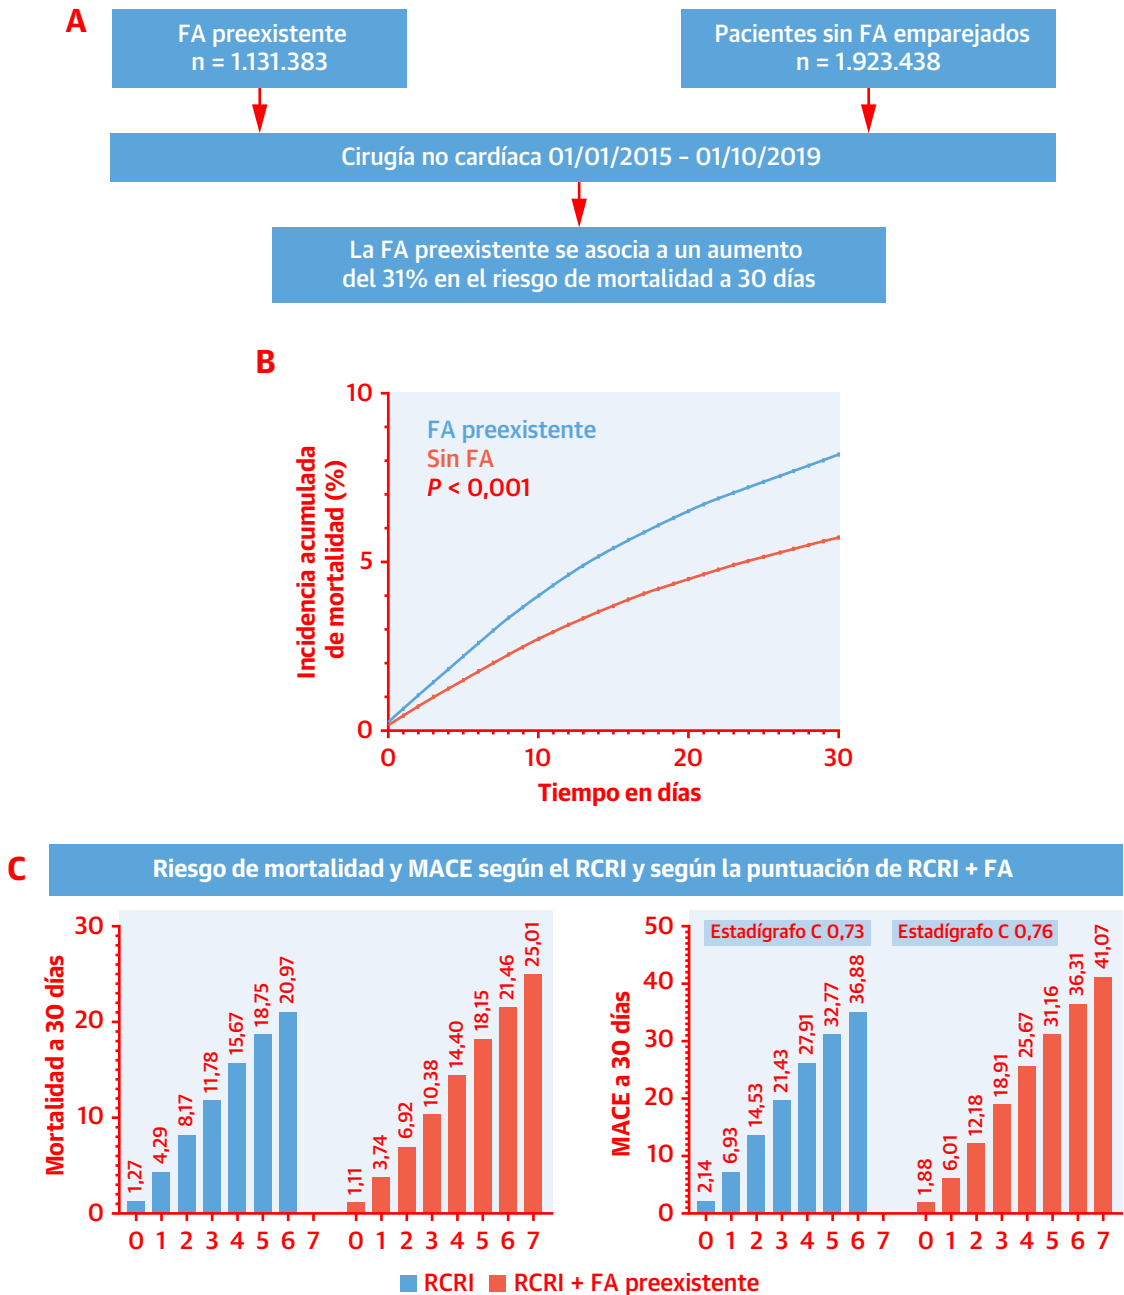 A
FA preexistente
n = 1.131.383
Pacientes sin FA emparejados
n = 1.923.438
Cirugía no cardíaca 01/01/2015 - 01/10/2019
La FA preexistente se asocia a un aumento
del 31% en el riesgo de mortalidad a 30 días
B
Incidencia acumulada
de mortalidad (%)
10
5
0
FA preexistente
Sin FA
P < 0,001
0 10 20 30
Tiempo en días
C
Riesgo de mortalidad y MACE según el RCRI y según la puntuación de RCRI + FA
Mortalidad a 30 días
30
20
10
0
1,27 4,29 8,17 11,78 15,67 18,75 20,97
1,11 3,74 6,92 10,38 14,40 18,15 21,46 25,01
0 1 2 3 4 5 6 7 0 1 2 3 4 5 6 7
MACE a 30 días
50
40
30
20
10
0
Estadígrafo C 0,73
Estadígrafo C 0,76
2,14 6,93 14,53 21,43 27,91 32,77 36,88
1,88 6,01 12,18 18,91 25,67 31,16 36,31 41,07
0 1 2 3 4 5 6 7 0 1 2 3 4 5 6 7
RCRI RCRI + FA preexistente